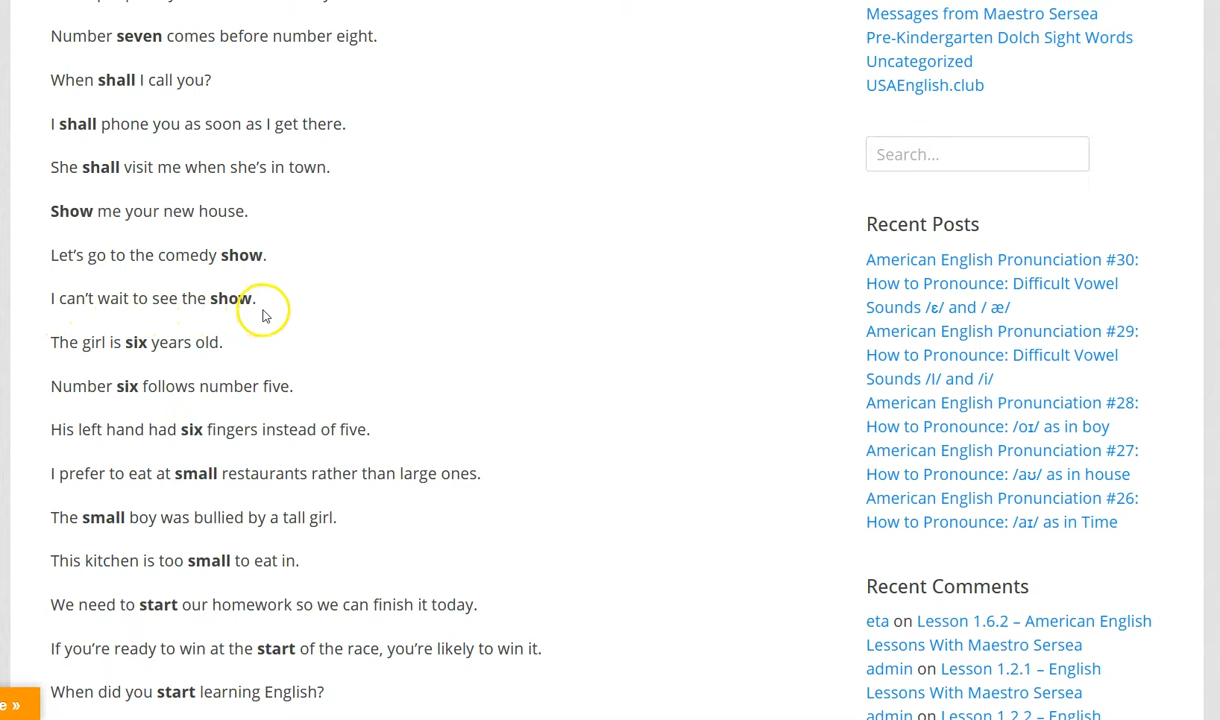 Number seven comes before number eight.
When shall I call you?
I shall phone you as soon as I get there.
She shall visit me when she’s in town.
Show me your new house.
Let’s go to the comedy show.
I can’t wait to see the show.
The girl is six years old.
Number six follows number five.
His left hand had six fingers instead of five.
I prefer to eat at small restaurants rather than large ones.
The small boy was bullied by a tall girl.
This kitchen is too small to eat in.
We need to start our homework so we can finish it today.
If you’re ready to win at the start of the race, you’re likely to win it.
When did you start learning English?
e »
Messages from Maestro Sersea
Pre-Kindergarten Dolch Sight Words
Uncategorized
USAEnglish.club
Search...
Recent Posts
American English Pronunciation #30:
How to Pronounce: Difficult Vowel
Sounds /ɛ/ and / æ/
American English Pronunciation #29:
How to Pronounce: Difficult Vowel
Sounds /I/ and /i/
American English Pronunciation #28:
How to Pronounce: /oɪ/ as in boy
American English Pronunciation #27:
How to Pronounce: /aʊ/ as in house
American English Pronunciation #26:
How to Pronounce: /aɪ/ as in Time
Recent Comments
eta on Lesson 1.6.2 – American English
Lessons With Maestro Sersea
admin on Lesson 1.2.1 – English
Lessons With Maestro Sersea
admin on Lesson 1.2.2 – English